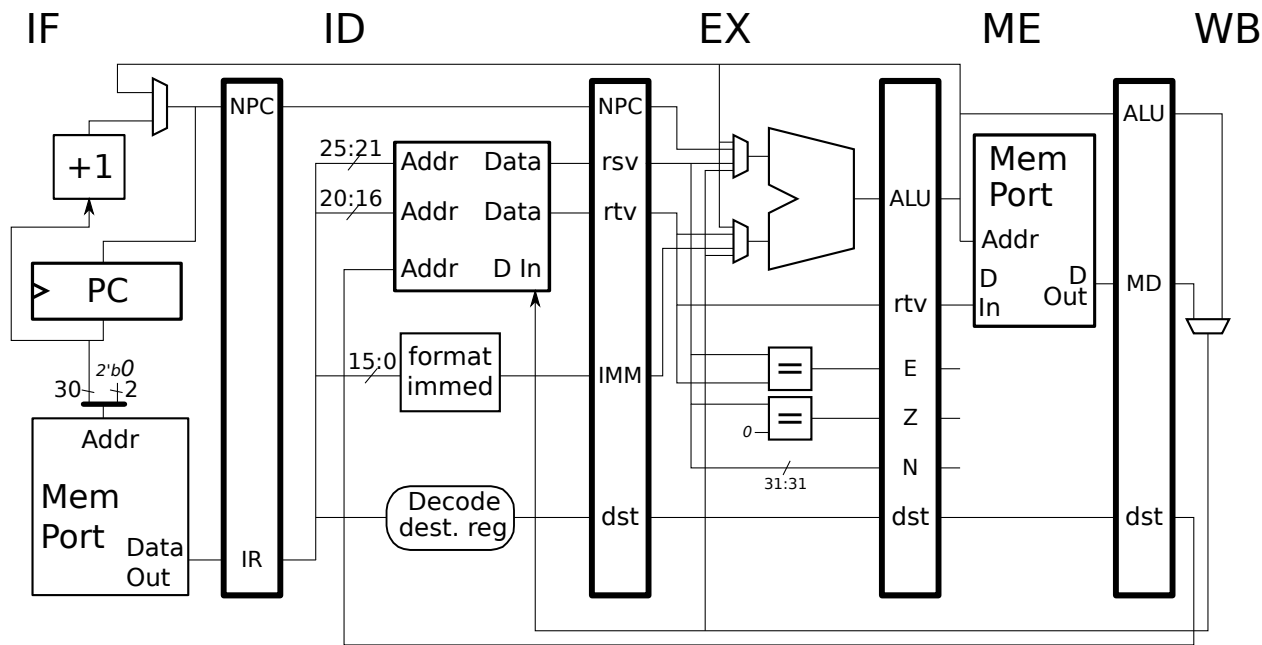 IF
ID
EX
ME
WB
NPC
NPC
ALU
+1
25:21
Addr
Data
rsv
Mem
Port
20:16
Addr
Data
rtv
ALU
Addr
Addr
D In
PC
D
In
D
Out
MD
rtv
2'b0
30
2
15:0
format
immed
IMM
=
E
Addr
=
Z
0
Mem
Port
31:31
N
Data
Out
IR
Decode
dest. reg
dst
dst
dst